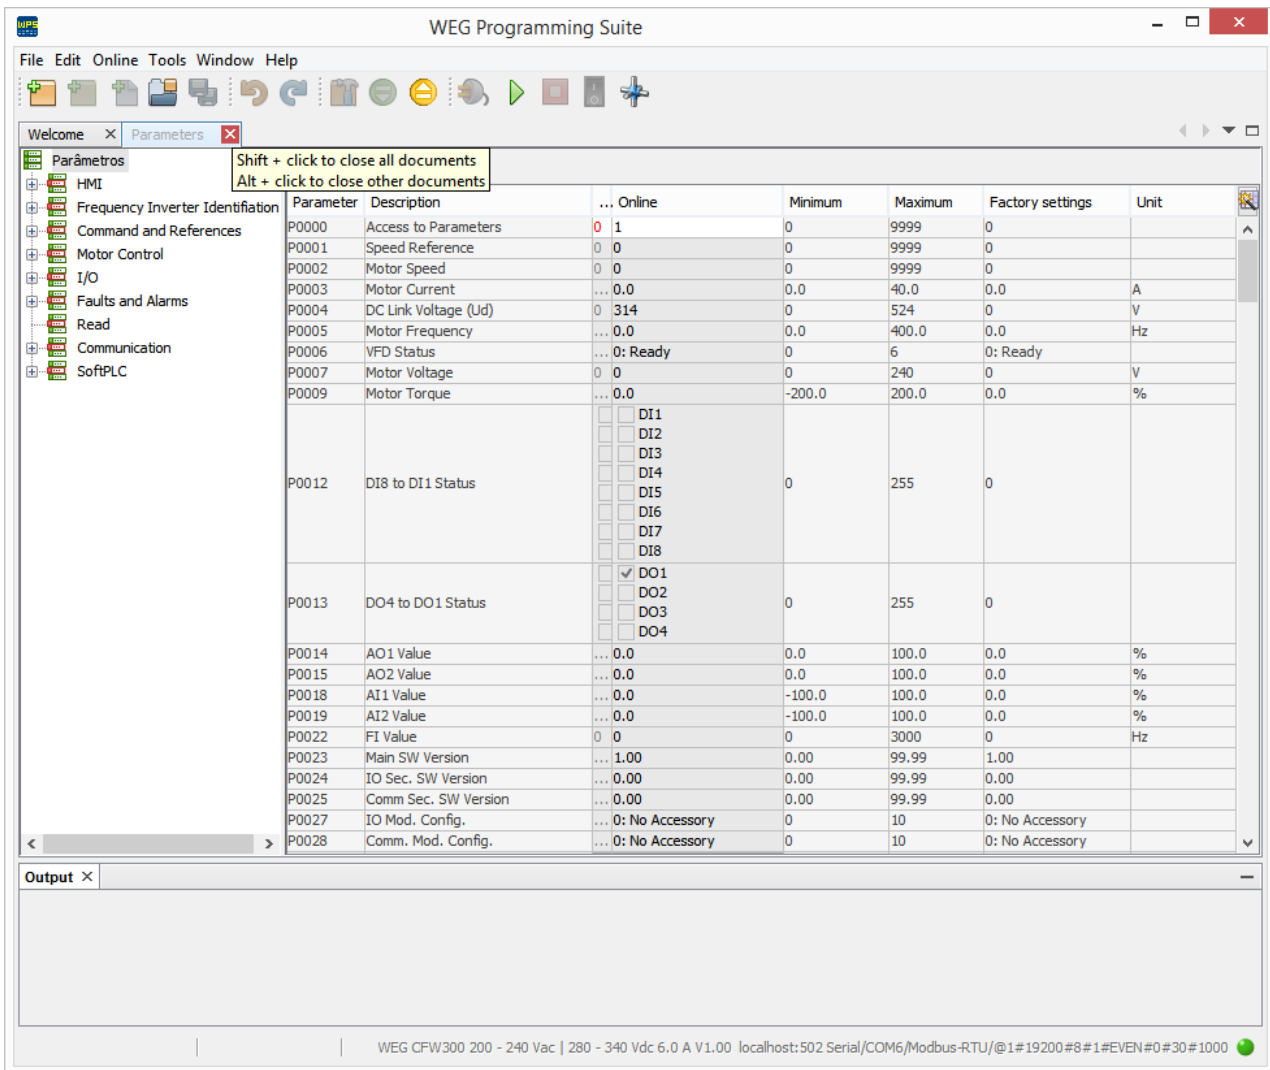 WPS
WEG Programming Suite
File Edit Online Tools Window Help
Welcome Parameters
Shift + click to close all documents
Alt + click to close other documents
Parâmetros
HMI
Frequency Inverter Identifiation
Command and References
Motor Control
I/O
Faults and Alarms
Read
Communication
SoftPLC
Parameter Description ... Online Minimum Maximum Factory settings Unit
P0000 Access to Parameters 0 1 0 9999 0
P0001 Speed Reference 0 0 0 9999 0
P0002 Motor Speed 0 0 0 9999 0
P0003 Motor Current ... 0.0 0.0 40.0 0.0 A
P0004 DC Link Voltage (Ud) 0 314 0 524 0 V
P0005 Motor Frequency ... 0.0 0.0 400.0 0.0 Hz
P0006 VFD Status ... 0: Ready 0 6 0: Ready
P0007 Motor Voltage 0 0 0 240 0 V
P0009 Motor Torque ... 0.0 -200.0 200.0 0.0 %
P0012 DI8 to DI1 Status 0 255 0
DI1
DI2
DI3
DI4
DI5
DI6
DI7
DI8
P0013 DO4 to DO1 Status 0 255 0
DO1
DO2
DO3
DO4
P0014 AO1 Value ... 0.0 0.0 100.0 0.0 %
P0015 AO2 Value ... 0.0 0.0 100.0 0.0 %
P0018 AI1 Value ... 0.0 -100.0 100.0 0.0 %
P0019 AI2 Value ... 0.0 -100.0 100.0 0.0 %
P0022 FI Value 0 0 0 3000 0 Hz
P0023 Main SW Version ... 1.00 0.00 99.99 1.00
P0024 IO Sec. SW Version ... 0.00 0.00 99.99 0.00
P0025 Comm Sec. SW Version ... 0.00 0.00 99.99 0.00
P0027 IO Mod. Config. ... 0: No Accessory 0 10 0: No Accessory
P0028 Comm. Mod. Config. ... 0: No Accessory 0 10 0: No Accessory
Output
WEG CFW300 200 - 240 Vac | 280 - 340 Vdc 6.0 A V1.00 localhost:502 Serial/COM6/Modbus-RTU/@1#19200#8#1#EVEN#0#30#1000